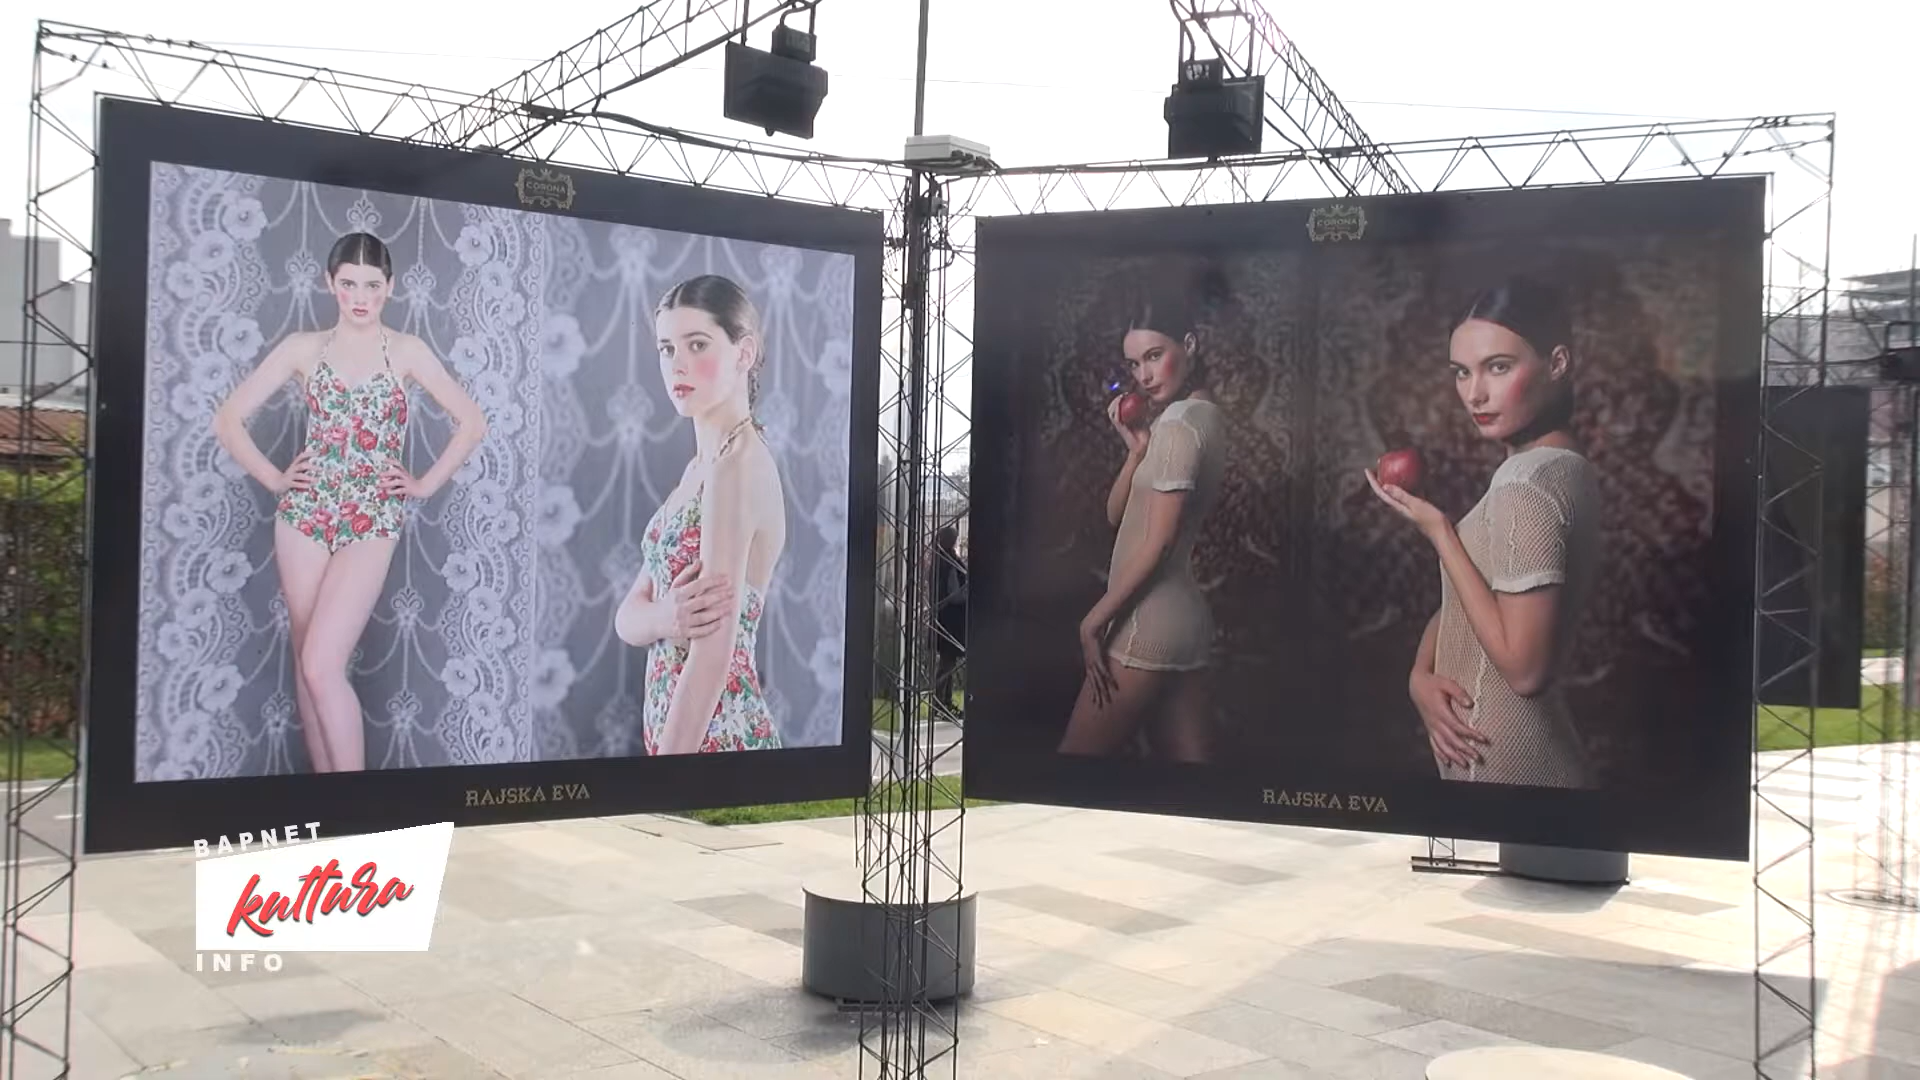 CORONA
CORONA
RAJSKA EVA
RAJSKA EVA
BAPNET
kultura
INFO